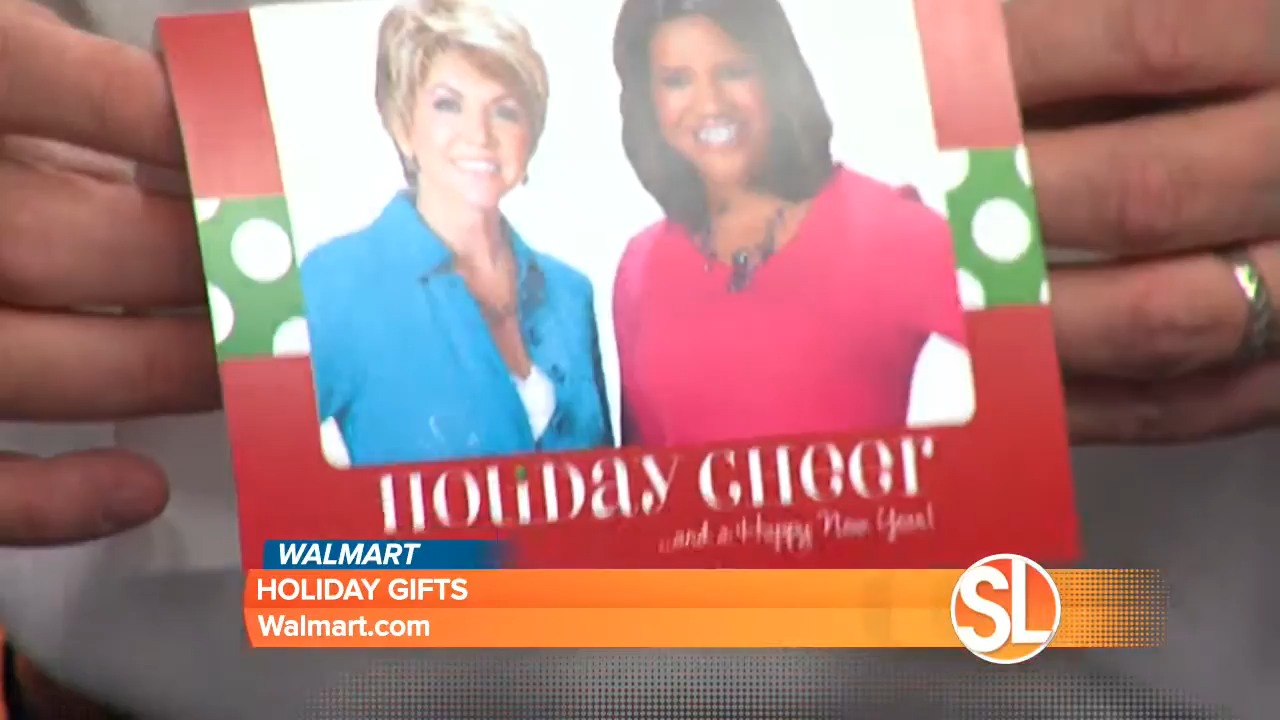 HOLIDAY CHEER
...and a Happy New Year!
WALMART
HOLIDAY GIFTS
Walmart.com
SL